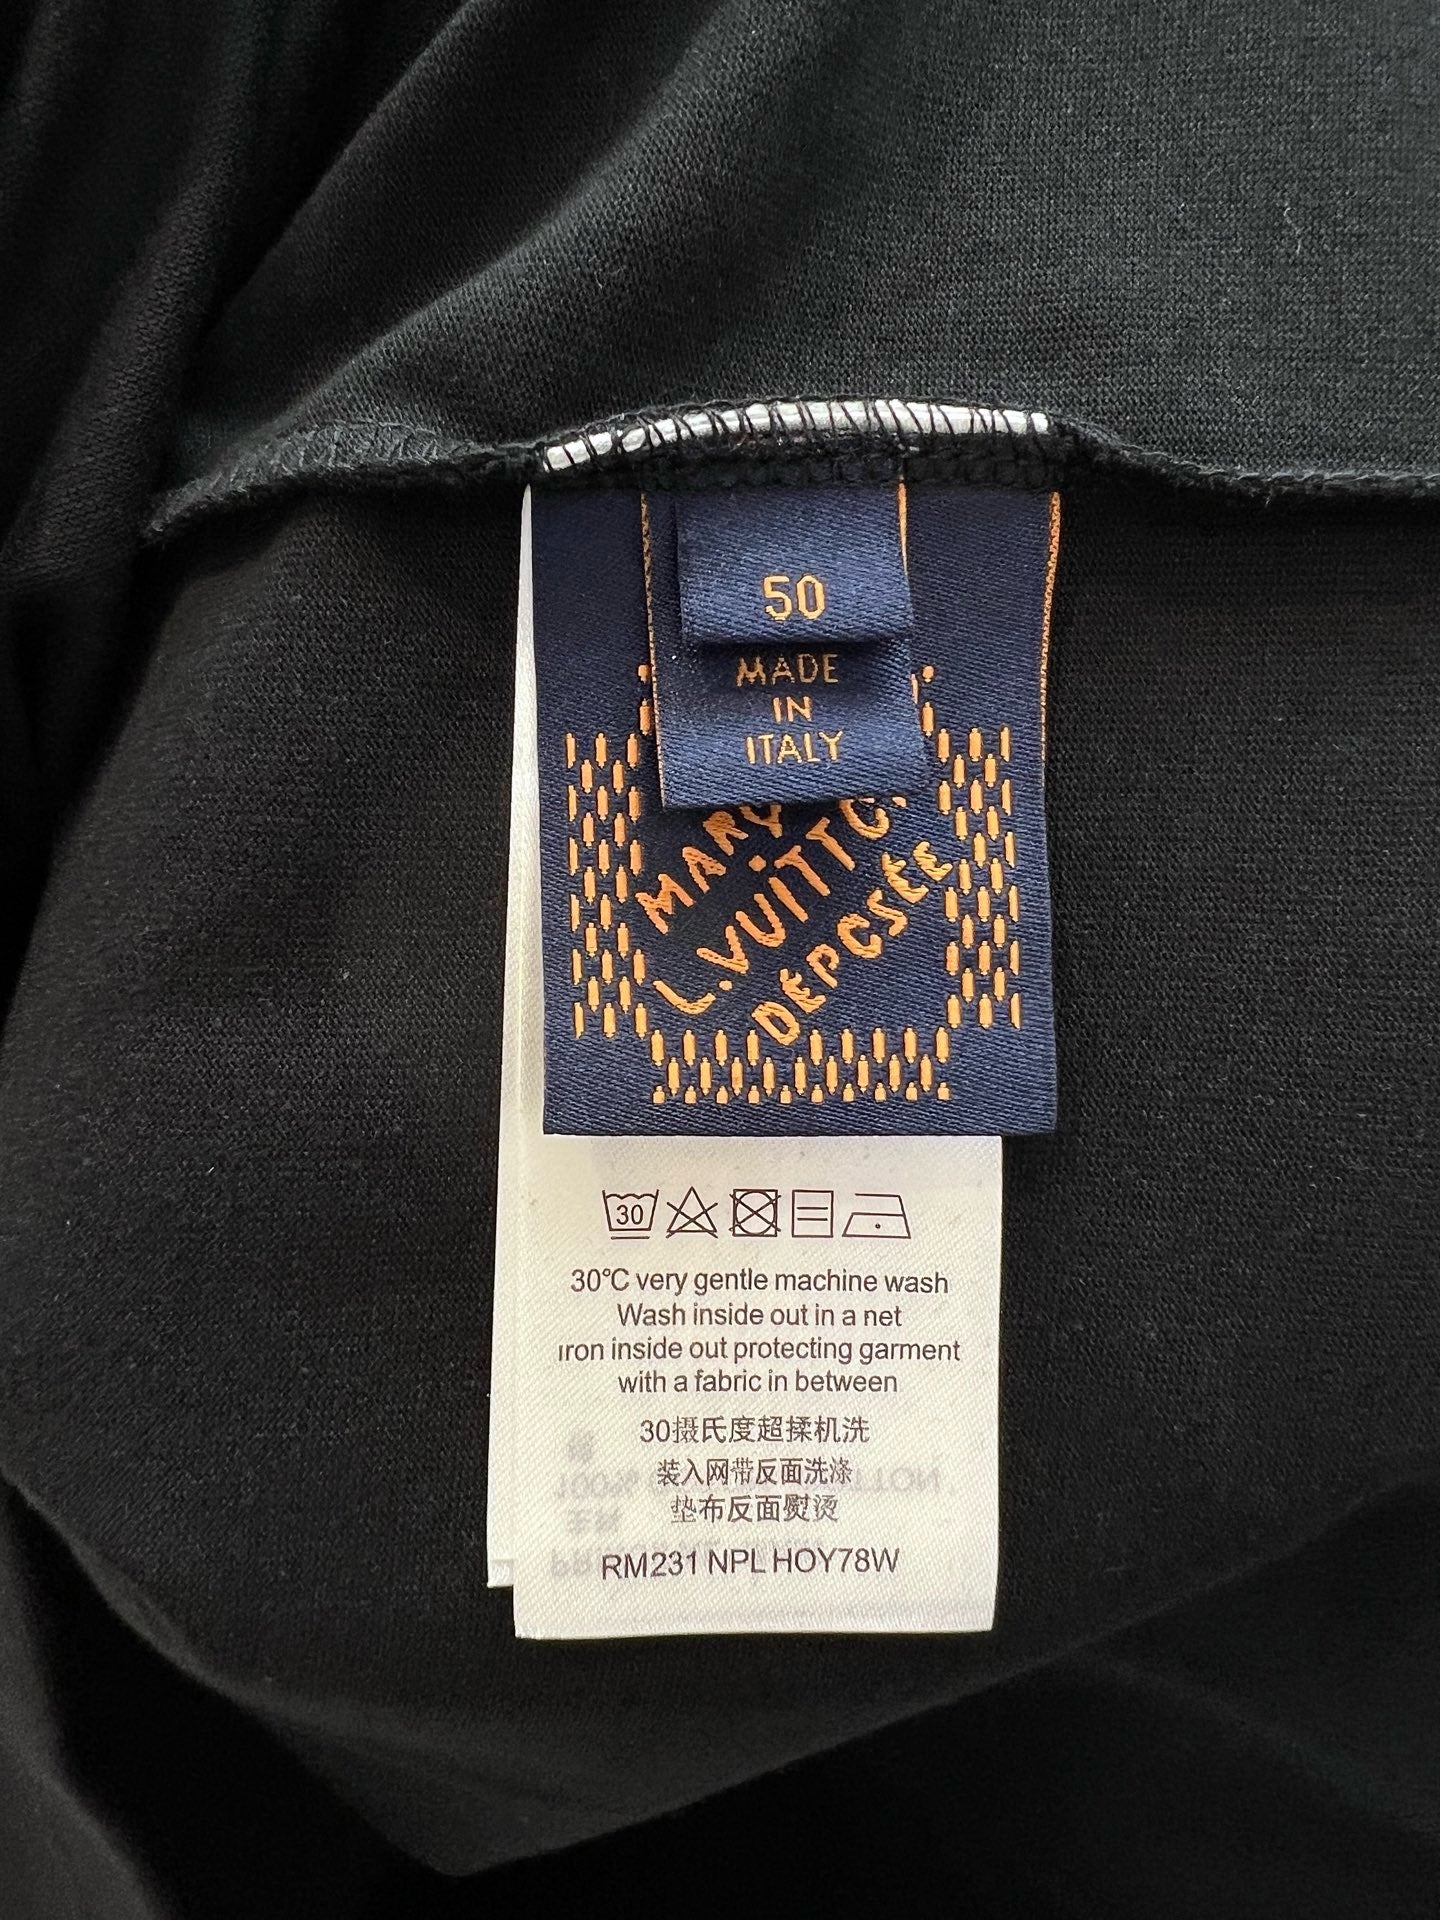 50
MADE
IN
ITALY
L.VUiTTO
DEPCSÉE
30
30°C very gentle machine wash
Wash inside out in a net
Iron inside out protecting garment
with a fabric in between
30摄氏度超揉机洗
装入网带反面洗涤
垫布反面熨烫
RM231 NPL HOY78W